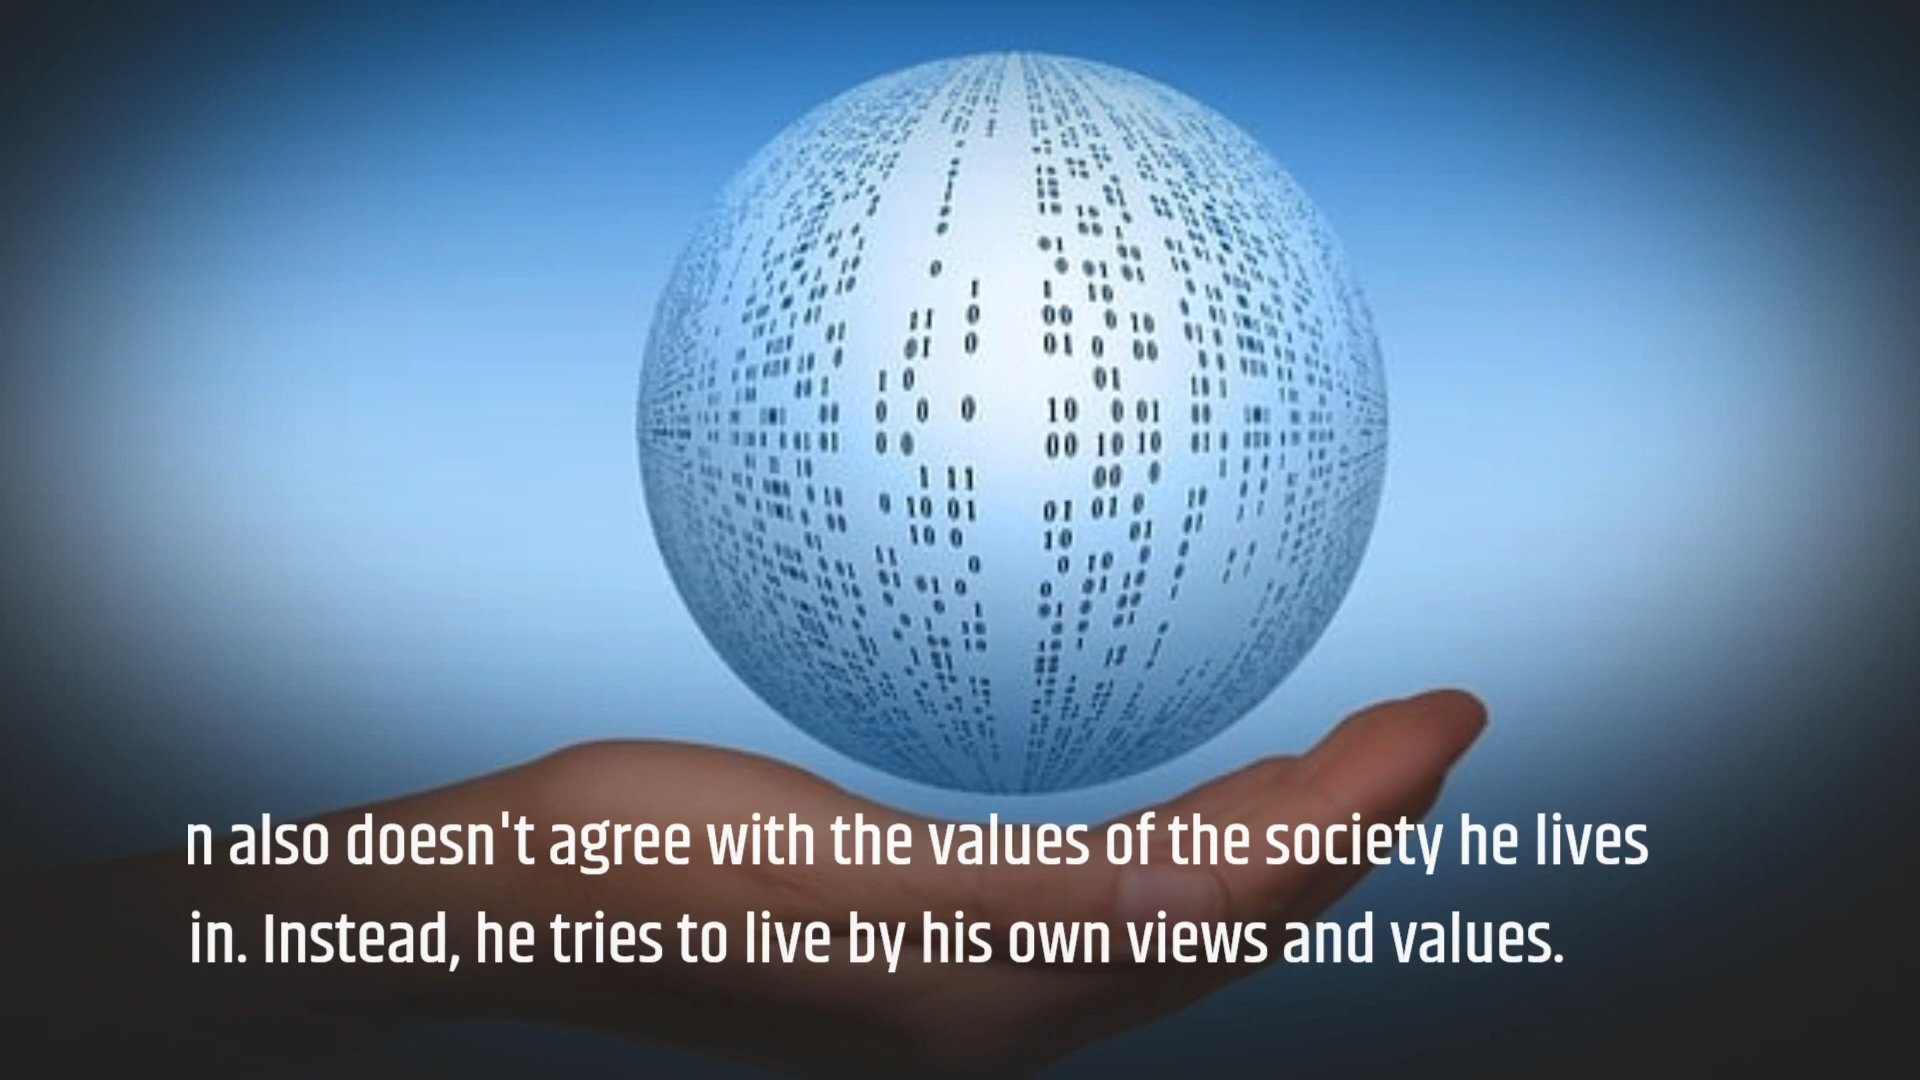 n also doesn't agree with the values of the society he lives
in. Instead, he tries to live by his own views and values.